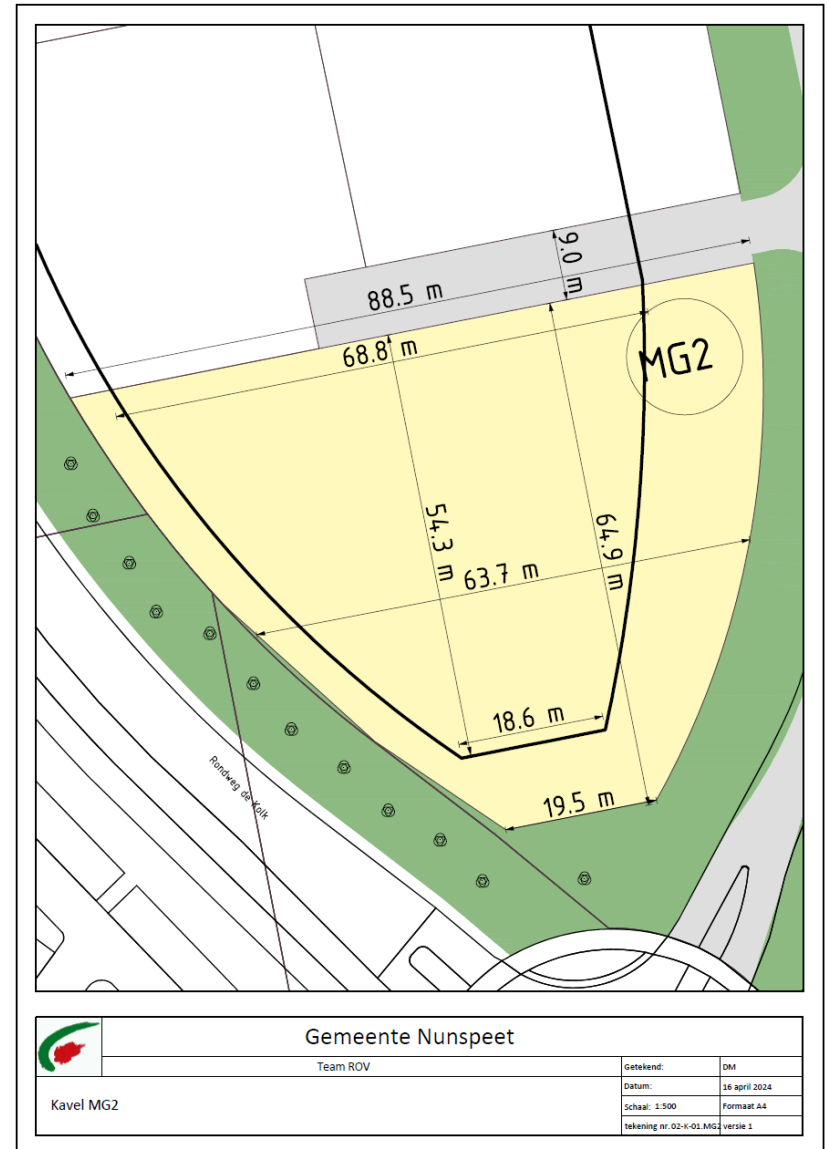 9.0 m
88.5 m
68.8 m
MG2
54.3 m
64.9 m
63.7 m
18.6 m
19.5 m
Rondweg de Kolk
Gemeente Nunspeet
Team ROV
Kavel MG2
Getekend: DM
Datum: 16 april 2024
Schaal: 1:500 Formaat A4
tekening nr. 02-K-01.MG2 versie 1